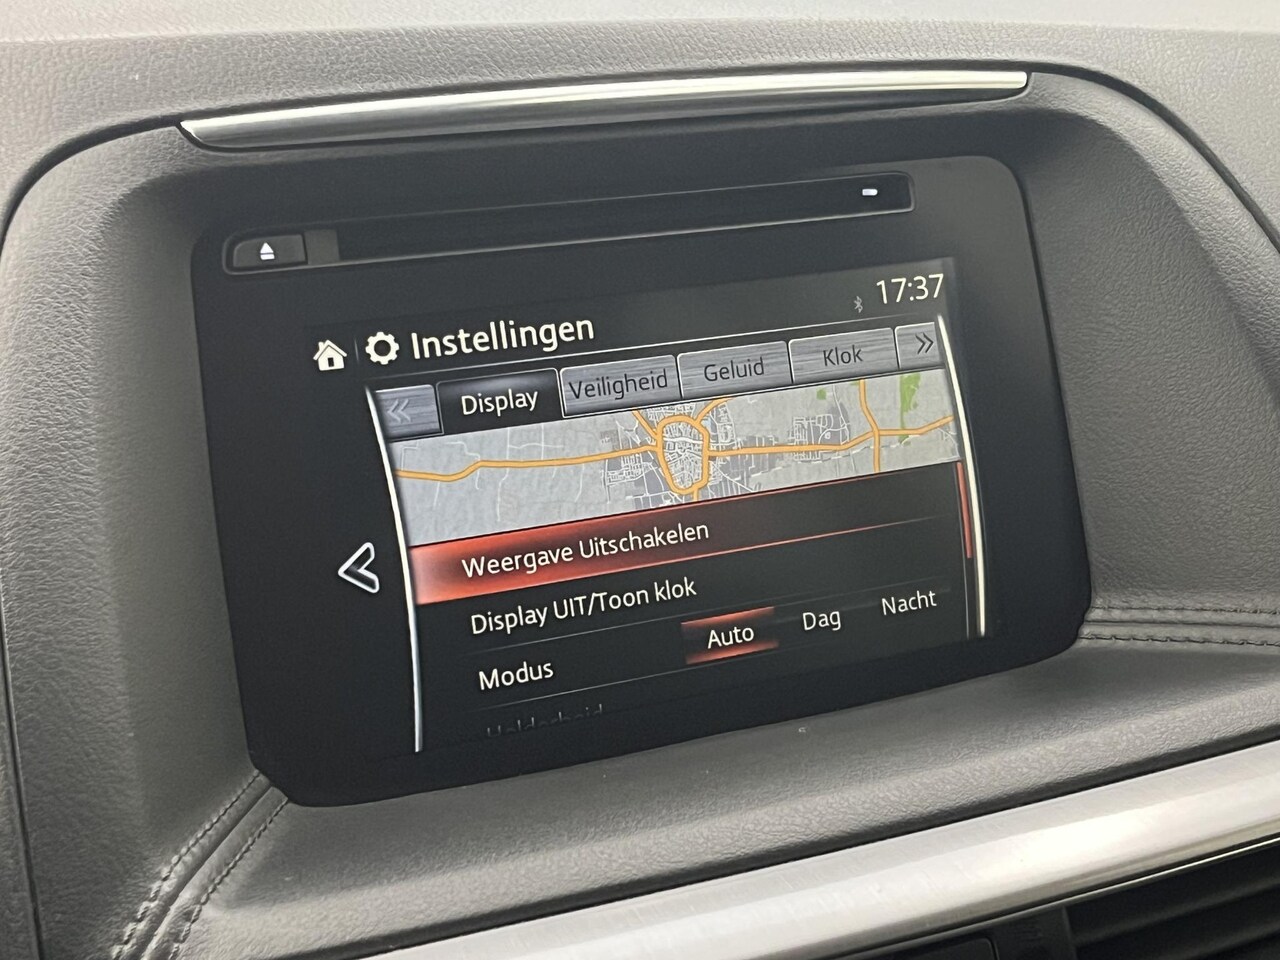 17:37
Instellingen
Display Veiligheid Geluid Klok
Weergave Uitschakelen
Display UIT/Toon klok
Modus Auto Dag Nacht